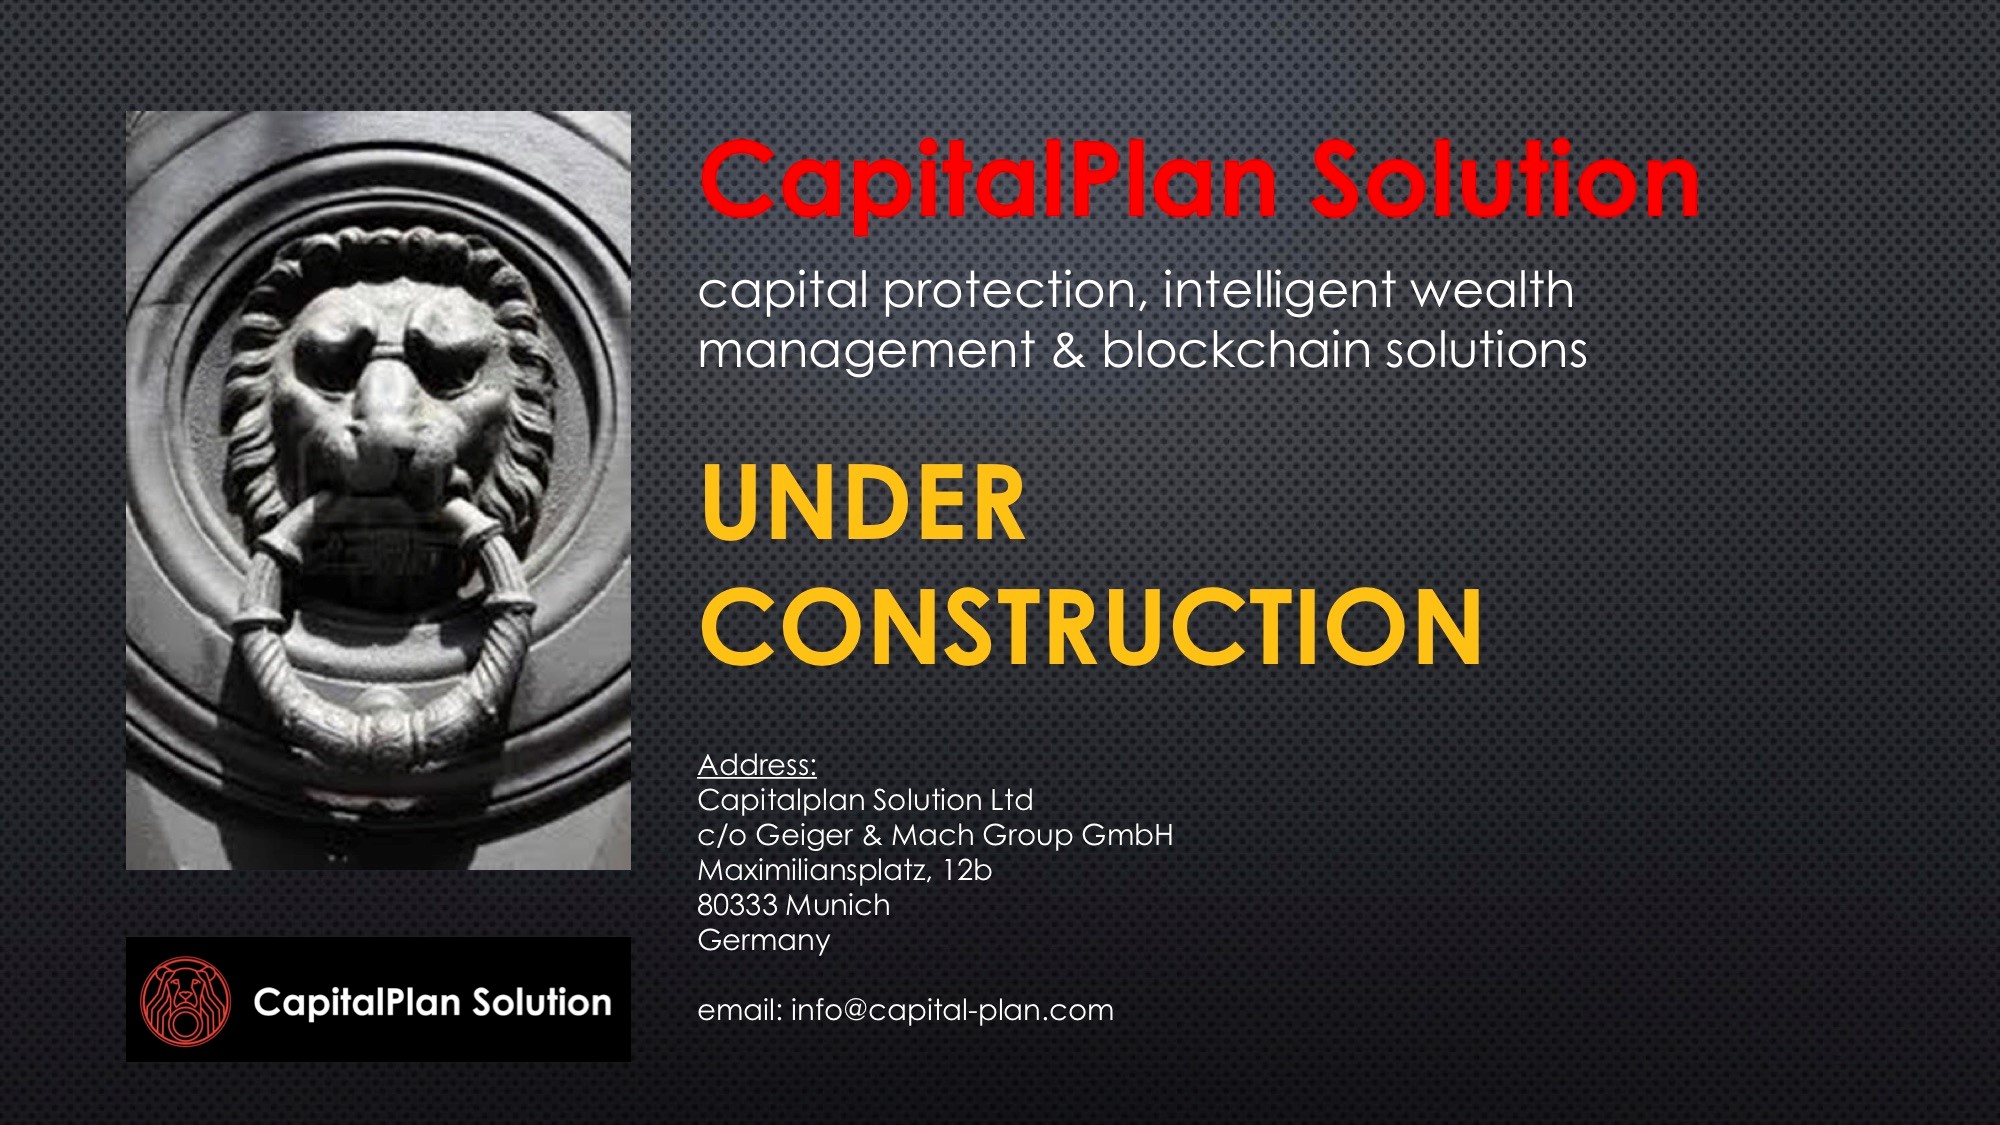 CapitalPlan Solution
capital protection, intelligent wealth
management & blockchain solutions
UNDER
CONSTRUCTION
Address:
Capitalplan Solution Ltd
c/o Geiger & Mach Group GmbH
Maximiliansplatz, 12b
80333 Munich
Germany
email: info@capital-plan.com
CapitalPlan Solution